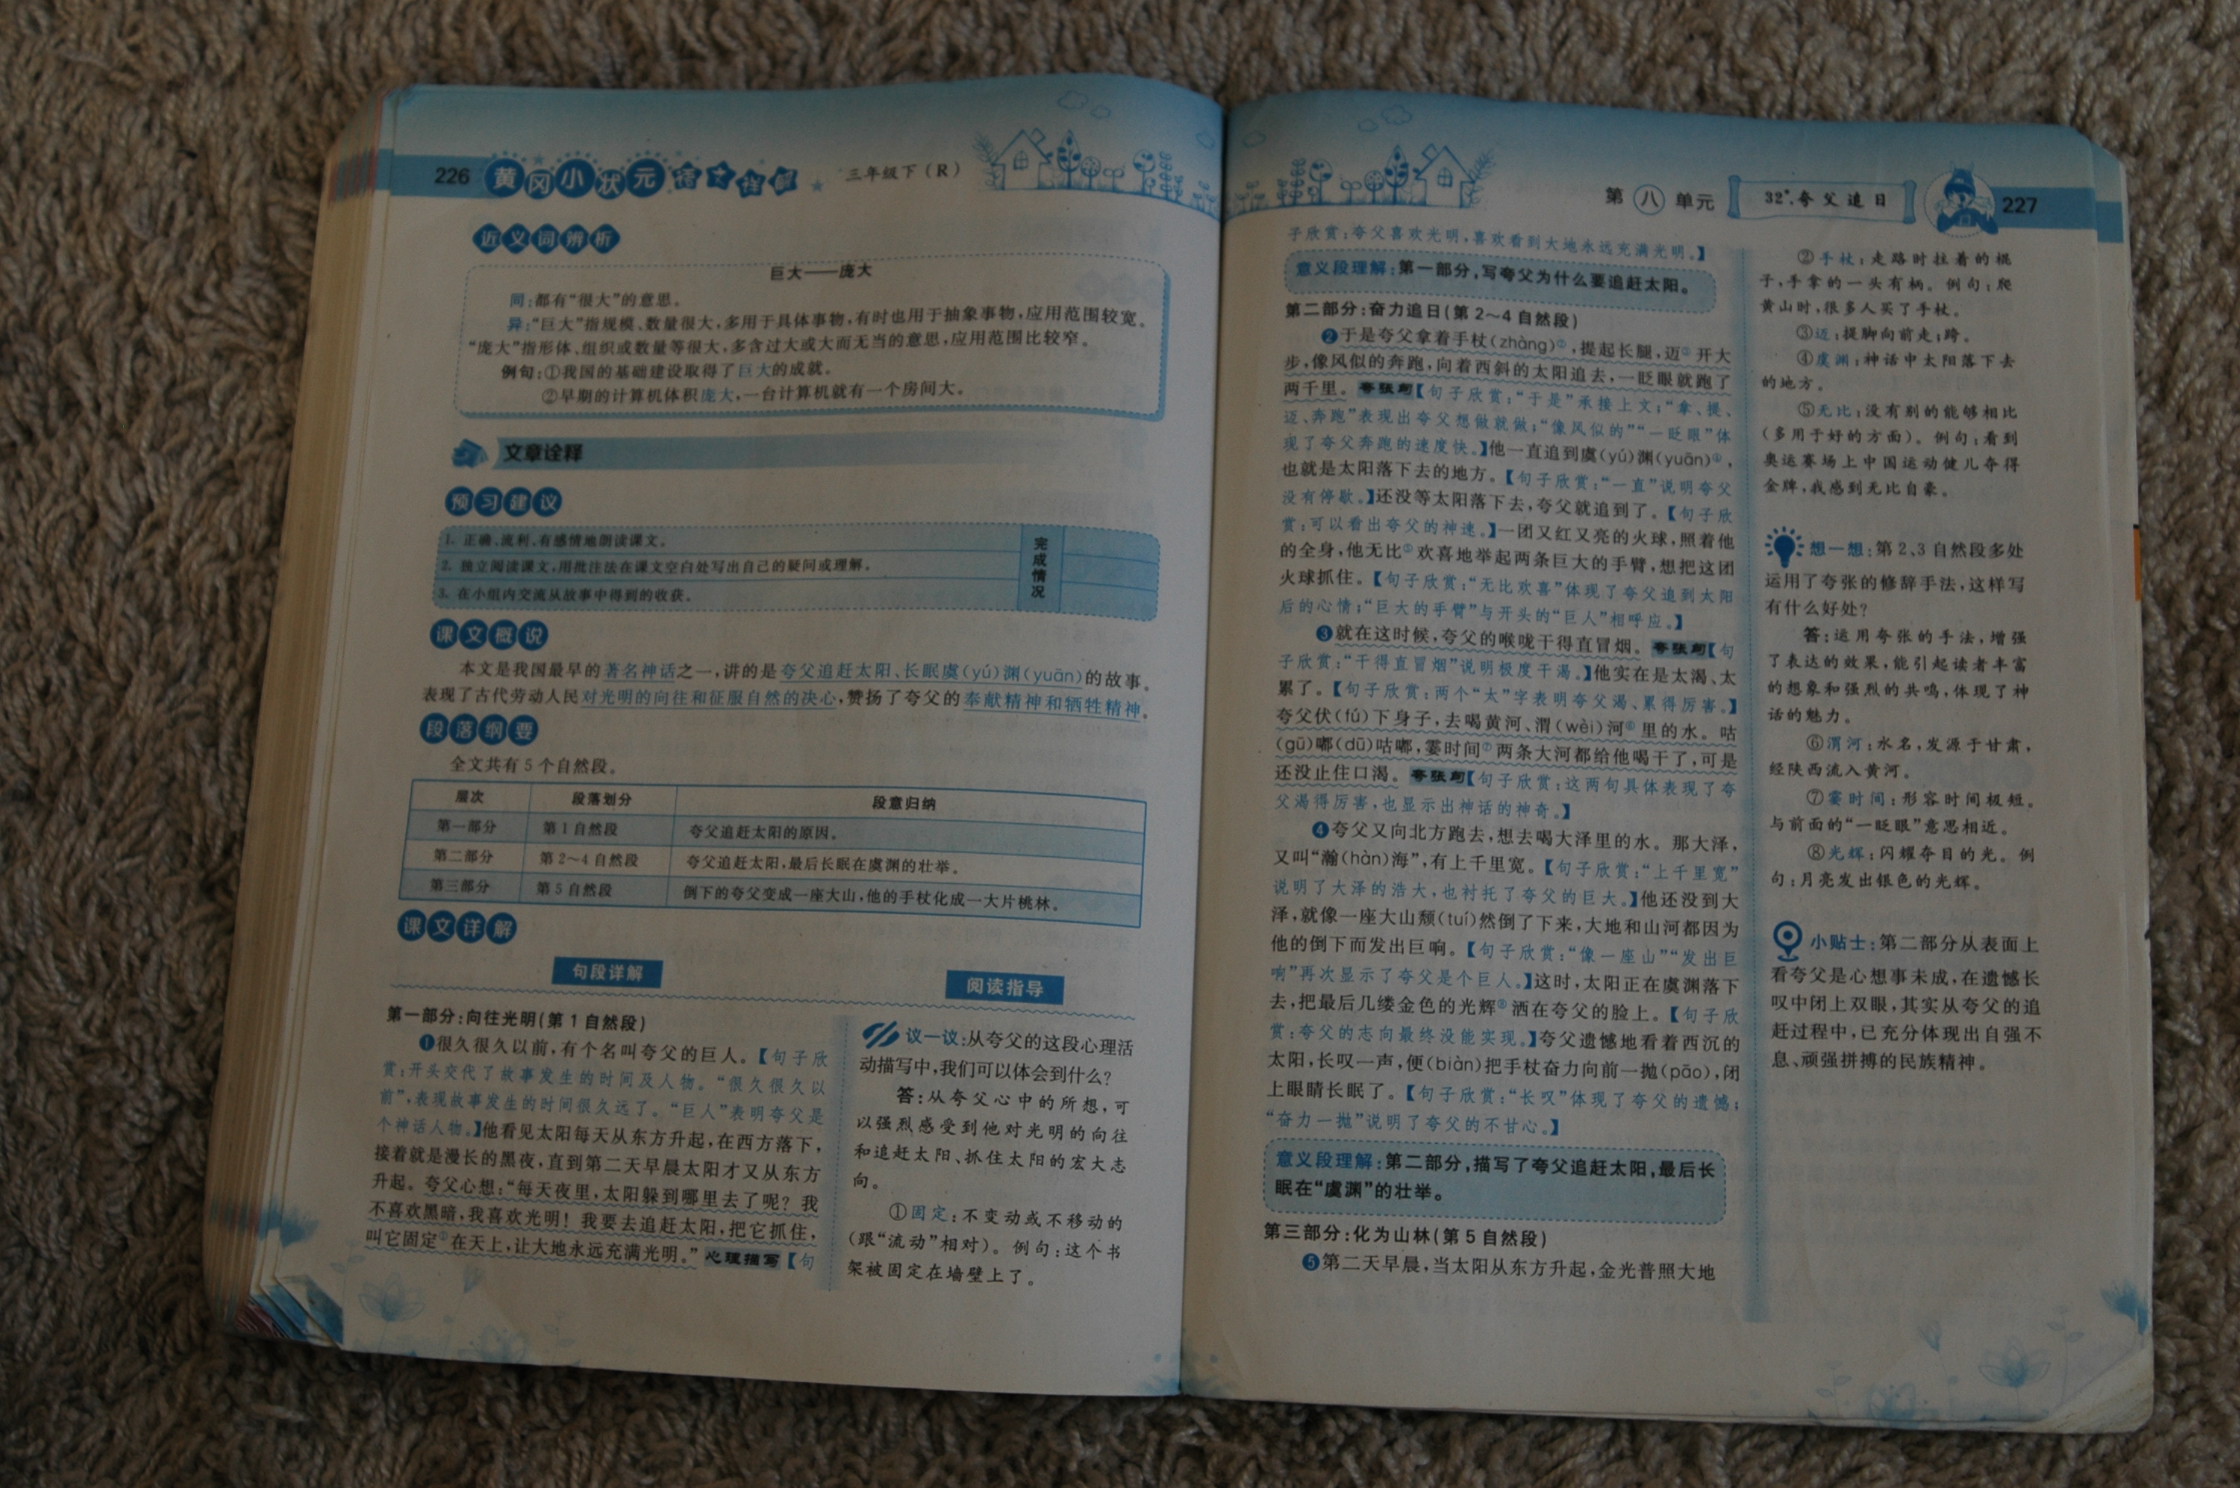 226
黄冈小状元语文详解
三年级下(R)
近义词辨析
巨大——庞大
同:都有“很大”的意思。
异:“巨大”指规模、数量很大,多用于具体事物,有时也用于抽象事物,应用范围较宽。
“庞大”指形体、组织或数量等很大,多含过大或大而无当的意思,应用范围比较窄。
例句:①我国的基础建设取得了巨大的成就。
②早期的计算机体积庞大,一台计算机就有一个房间大。
文章诠释
预习建议
1. 正确、流利、有感情地朗读课文。
2. 独立阅读课文,用批注法在课文空白处写出自己的疑问或理解。
3. 在小组内交流从故事中得到的收获。
完成情况
课文概说
本文是我国最早的著名神话之一,讲的是夸父追赶太阳、长眠虞(yú)渊(yuān)的故事。
表现了古代劳动人民对光明的向往和征服自然的决心,赞扬了夸父的奉献精神和牺牲精神。
段落纲要
全文共有5个自然段。
层次 段落划分 段意归纳
第一部分 第1自然段 夸父追赶太阳的原因。
第二部分 第2~4自然段 夸父追赶太阳,最后长眠在虞渊的壮举。
第三部分 第5自然段 倒下的夸父变成一座大山,他的手杖化成一大片桃林。
课文详解
句段详解
第一部分:向往光明(第1自然段)
❶很久很久以前,有个名叫夸父的巨人。【句子欣
赏:开头交代了故事发生的时间及人物。“很久很久以
前”,表现故事发生的时间很久远了。“巨人”表明夸父是
个神话人物。】他看见太阳每天从东方升起,在西方落下,
接着就是漫长的黑夜,直到第二天早晨太阳才又从东方
升起。夸父心想:“每天夜里,太阳躲到哪里去了呢?我
不喜欢黑暗,我喜欢光明!我要去追赶太阳,把它抓住,
叫它固定①在天上,让大地永远充满光明。”心理描写【句
阅读指导
议一议:从夸父的这段心理活
动描写中,我们可以体会到什么?
答:从夸父心中的所想,可
以强烈感受到他对光明的向往
和追赶太阳、抓住太阳的宏大志
向。
①固定:不变动或不移动的
(跟“流动”相对)。例句:这个书
架被固定在墙壁上了。
第八单元
32*.夸父追日
227
子欣赏:夸父喜欢光明,喜欢看到大地永远充满光明。】
意义段理解:第一部分,写夸父为什么要追赶太阳。
第二部分:奋力追日(第2~4自然段)
❷于是夸父拿着手杖(zhàng)②,提起长腿,迈③开大
步,像风似的奔跑,向着西斜的太阳追去,一眨眼就跑了
两千里。夸张句【句子欣赏:“于是”承接上文;“拿、提、
迈、奔跑”表现出夸父想做就做;“像风似的”“一眨眼”体
现了夸父奔跑的速度快。】他一直追到虞(yú)渊(yuān)④,
也就是太阳落下去的地方。【句子欣赏:“一直”说明夸父
没有停歇。】还没等太阳落下去,夸父就追到了。【句子欣
赏:可以看出夸父的神速。】一团又红又亮的火球,照着他
的全身,他无比⑤欢喜地举起两条巨大的手臂,想把这团
火球抓住。【句子欣赏:“无比欢喜”体现了夸父追到太阳
后的心情;“巨大的手臂”与开头的“巨人”相呼应。】
❸就在这时候,夸父的喉咙干得直冒烟。夸张句【句
子欣赏:“干得直冒烟”说明极度干渴。】他实在是太渴、太
累了。【句子欣赏:两个“太”字表明夸父渴、累得厉害。】
夸父伏(fú)下身子,去喝黄河、渭(wèi)河⑥里的水。咕
(gū)嘟(dū)咕嘟,霎时间⑦两条大河都给他喝干了,可是
还没止住口渴。夸张句【句子欣赏:这两句具体表现了夸
父渴得厉害,也显示出神话的神奇。】
❹夸父又向北方跑去,想去喝大泽里的水。那大泽,
又叫“瀚(hàn)海”,有上千里宽。【句子欣赏:“上千里宽”
说明了大泽的浩大,也衬托了夸父的巨大。】他还没到大
泽,就像一座大山颓(tuí)然倒了下来,大地和山河都因为
他的倒下而发出巨响。【句子欣赏:“像一座山”“发出巨
响”再次显示了夸父是个巨人。】这时,太阳正在虞渊落下
去,把最后几缕金色的光辉⑧洒在夸父的脸上。【句子欣
赏:夸父的志向最终没能实现。】夸父遗憾地看着西沉的
太阳,长叹一声,便(biàn)把手杖奋力向前一抛(pāo),闭
上眼睛长眠了。【句子欣赏:“长叹”体现了夸父的遗憾;
“奋力一抛”说明了夸父的不甘心。】
意义段理解:第二部分,描写了夸父追赶太阳,最后长
眠在“虞渊”的壮举。
第三部分:化为山林(第5自然段)
❺第二天早晨,当太阳从东方升起,金光普照大地
②手杖:走路时拄着的棍
子,手拿的一头有柄。例句:爬
黄山时,很多人买了手杖。
③迈:提脚向前走;跨。
④虞渊:神话中太阳落下去
的地方。
⑤无比:没有别的能够相比
(多用于好的方面)。例句:看到
奥运赛场上中国运动健儿夺得
金牌,我感到无比自豪。
想一想:第2、3自然段多处
运用了夸张的修辞手法,这样写
有什么好处?
答:运用夸张的手法,增强
了表达的效果,能引起读者丰富
的想象和强烈的共鸣,体现了神
话的魅力。
⑥渭河:水名,发源于甘肃,
经陕西流入黄河。
⑦霎时间:形容时间极短。
与前面的“一眨眼”意思相近。
⑧光辉:闪耀夺目的光。例
句:月亮发出银色的光辉。
小贴士:第二部分从表面上
看夸父是心想事未成,在遗憾长
叹中闭上双眼,其实从夸父的追
赶过程中,已充分体现出自强不
息、顽强拼搏的民族精神。